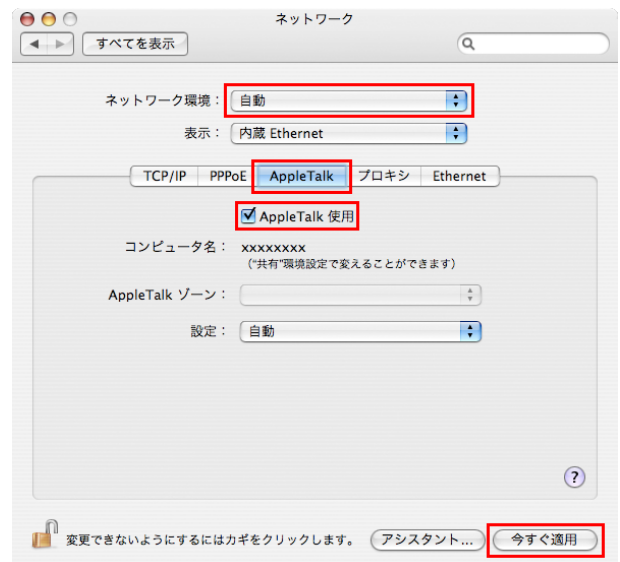 ネットワーク
すべてを表示
ネットワーク環境： 自動
表示： 内蔵 Ethernet
TCP/IP PPPoE AppleTalk プロキシ Ethernet
AppleTalk 使用
コンピュータ名： xxxxxxxx
（“共有”環境設定で変えることができます）
AppleTalk ゾーン：
設定： 自動
?
変更できないようにするにはカギをクリックします。 アシスタント... 今すぐ適用